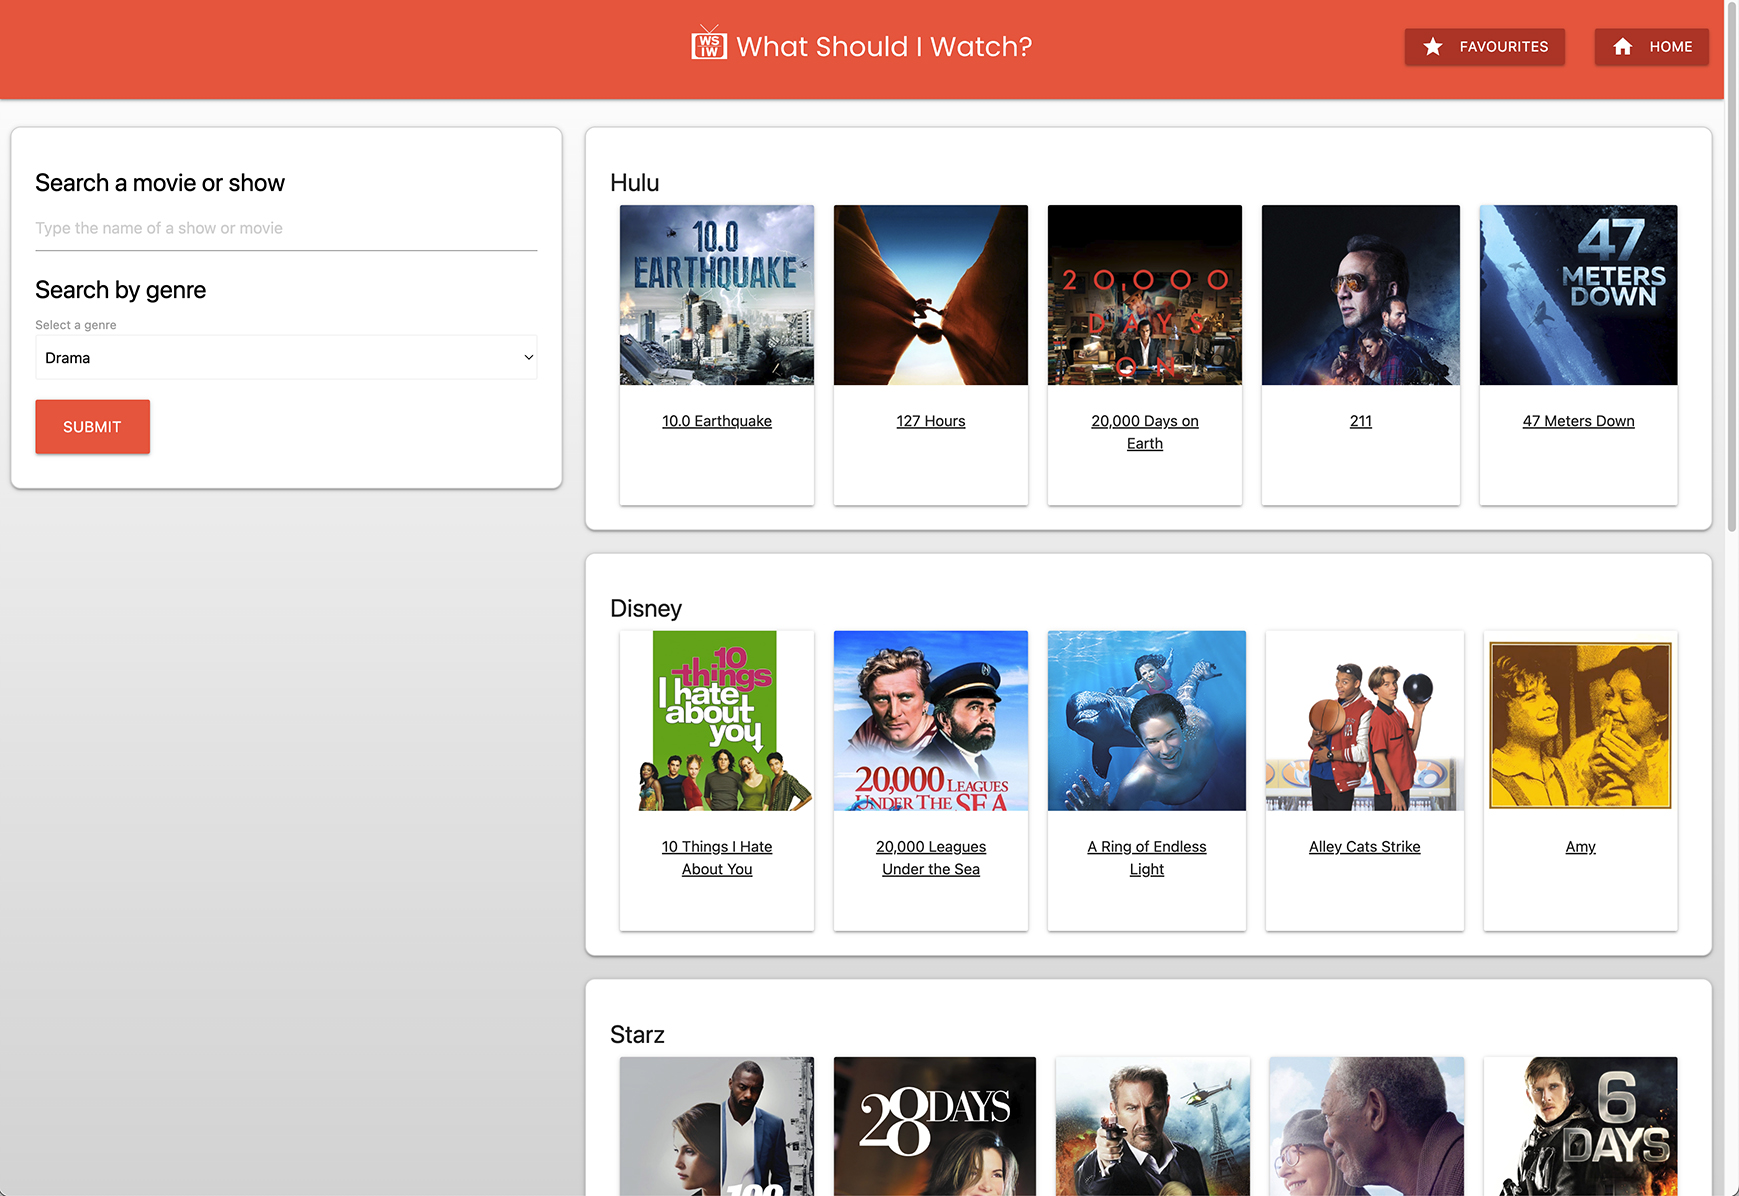 WS
IW
What Should I Watch?
FAVOURITES
HOME
Search a movie or show
Type the name of a show or movie
Search by genre
Select a genre
Drama
SUBMIT
Hulu
10.0
EARTHQUAKE
20,000
DAYS
ON
47
METERS
DOWN
10.0 Earthquake
127 Hours
20,000 Days on
Earth
211
47 Meters Down
Disney
10
things
I hate
about
you
20,000 LEAGUES
UNDER THE SEA
10 Things I Hate
About You
20,000 Leagues
Under the Sea
A Ring of Endless
Light
Alley Cats Strike
Amy
Starz
100
28 DAYS
6
DAYS